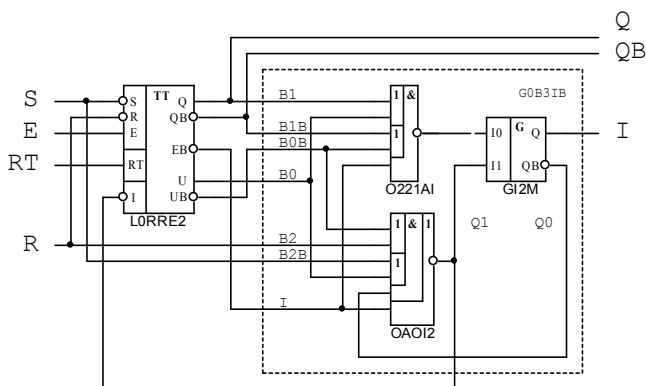 Q
QB
S
E
RT
R
S
R
E
RT
I
TT
Q
QB
EB
U
UB
L0RRE2
B1
B1B
B0B
B0
B2
B2B
I
1
&
1
O221AI
1
&
1
1
OAOI2
G0B3IB
I0
I1
G
Q
QB
GI2M
Q1
Q0
I